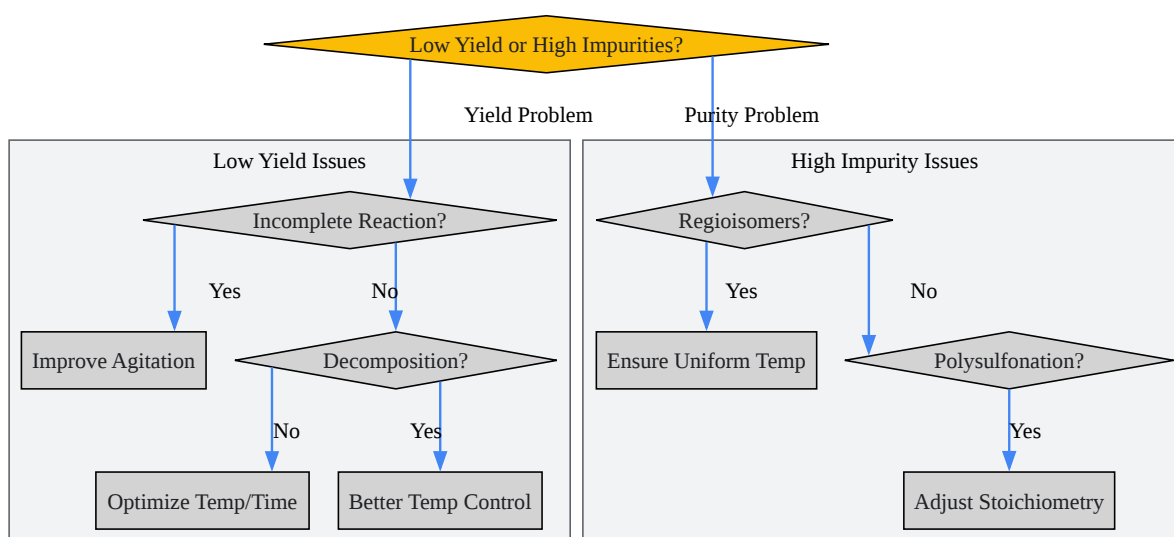 Low Yield or High Impurities?
Yield Problem
Purity Problem
Low Yield Issues
High Impurity Issues
Incomplete Reaction?
Regioisomers?
Yes
No
Yes
No
Improve Agitation
Decomposition?
Ensure Uniform Temp
Polysulfonation?
No
Yes
Yes
Optimize Temp/Time
Better Temp Control
Adjust Stoichiometry